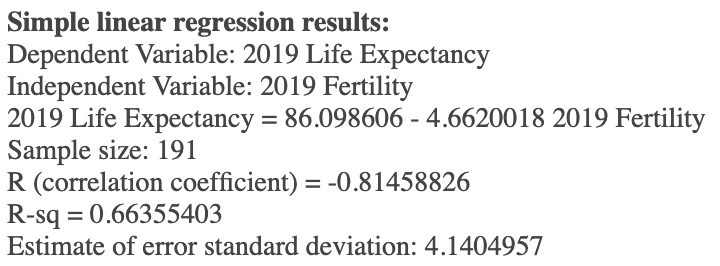 Simple linear regression results:
Dependent Variable: 2019 Life Expectancy
Independent Variable: 2019 Fertility
2019 Life Expectancy = 86.098606 - 4.6620018 2019 Fertility
Sample size: 191
R (correlation coefficient) = -0.81458826
R-sq = 0.66355403
Estimate of error standard deviation: 4.1404957